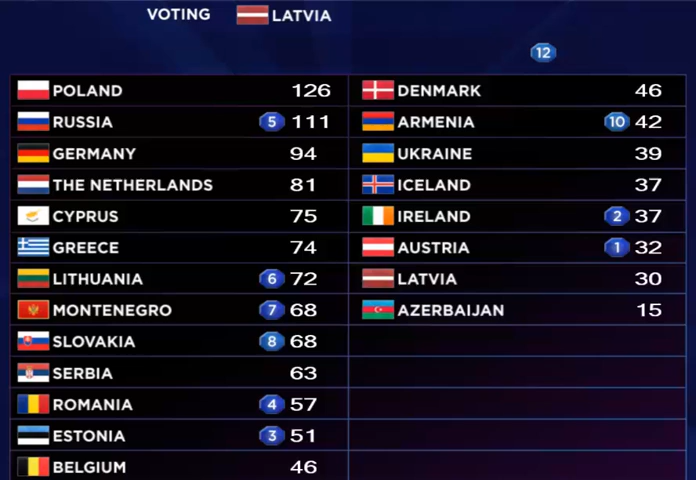 VOTING LATVIA
12
POLAND 126
RUSSIA 5 111
GERMANY 94
THE NETHERLANDS 81
CYPRUS 75
GREECE 74
LITHUANIA 6 72
MONTENEGRO 7 68
SLOVAKIA 8 68
SERBIA 63
ROMANIA 4 57
ESTONIA 3 51
BELGIUM 46
DENMARK 46
ARMENIA 10 42
UKRAINE 39
ICELAND 37
IRELAND 2 37
AUSTRIA 1 32
LATVIA 30
AZERBAIJAN 15